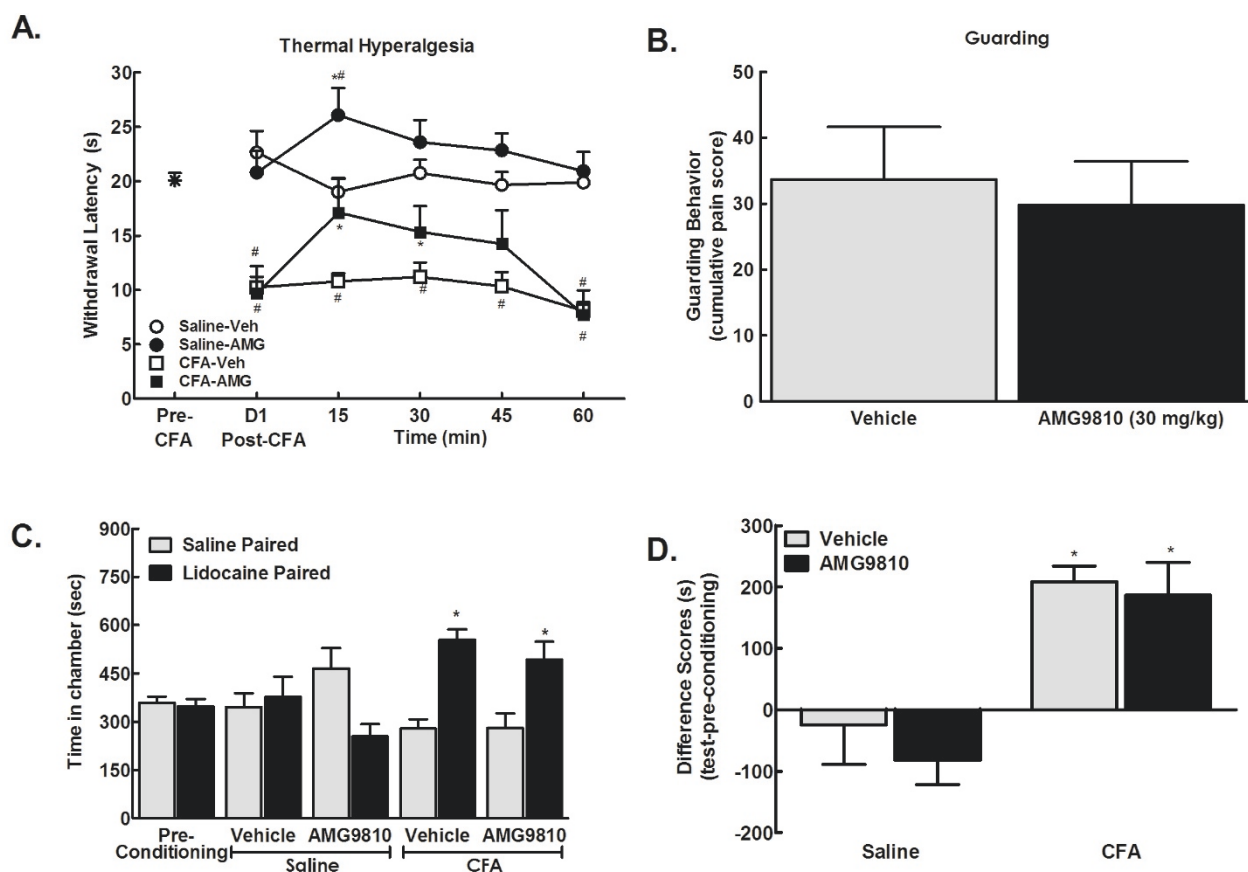 A.
Thermal Hyperalgesia
Withdrawal Latency (s)
30
25
20
15
10
5
0
*#
#
*
*
#
#
#
#
#
#
Saline-Veh
Saline-AMG
CFA-Veh
CFA-AMG
Pre-
CFA
D1
Post-CFA
15
30
45
60
Time (min)
B.
Guarding
Guarding Behavior
(cumulative pain score)
50
40
30
20
10
0
Vehicle
AMG9810 (30 mg/kg)
C.
Time in chamber (sec)
900
750
600
450
300
150
0
Saline Paired
Lidocaine Paired
*
*
Pre-
Conditioning
Vehicle
AMG9810
Vehicle
AMG9810
Saline
CFA
D.
Difference Scores (s)
(test-pre-conditioning)
300
200
100
0
-100
-200
Vehicle
AMG9810
*
*
Saline
CFA